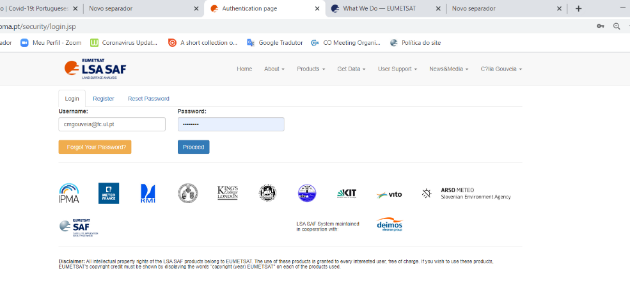 o | Covid-19: Portuguese Novo separador Authentication page What We Do — EUMETSAT Novo separador
oma.pt/security/login.jsp
ador Meu Perfil - Zoom Coronavirus Updat... A short collection o... Google Tradutor CO Meeting Organi... Política do site
EUMETSAT
LSA SAF
Home About Products Get Data User Support News&Media Gouveia
Login Register Reset Password
Username: Password:
cmgouveia@fc.ul.pt ••••••••
Forgot Your Password? Proceed
IPMA METEO FRANCE RMI KING'S College LONDON KIT vito ARSO METEO
Slovenian Environment Agency
EUMETSAT
SAF
LSA SAF System maintained
in cooperation with
deimos
Disclaimer: All intellectual property rights of the LSA SAF products belong to EUMETSAT. The use of these products is granted to every interested user, free of charge. If you wish to use these products,
EUMETSAT's copyright credit must be shown by displaying the words "copyright (year) EUMETSAT" on each of the products used.